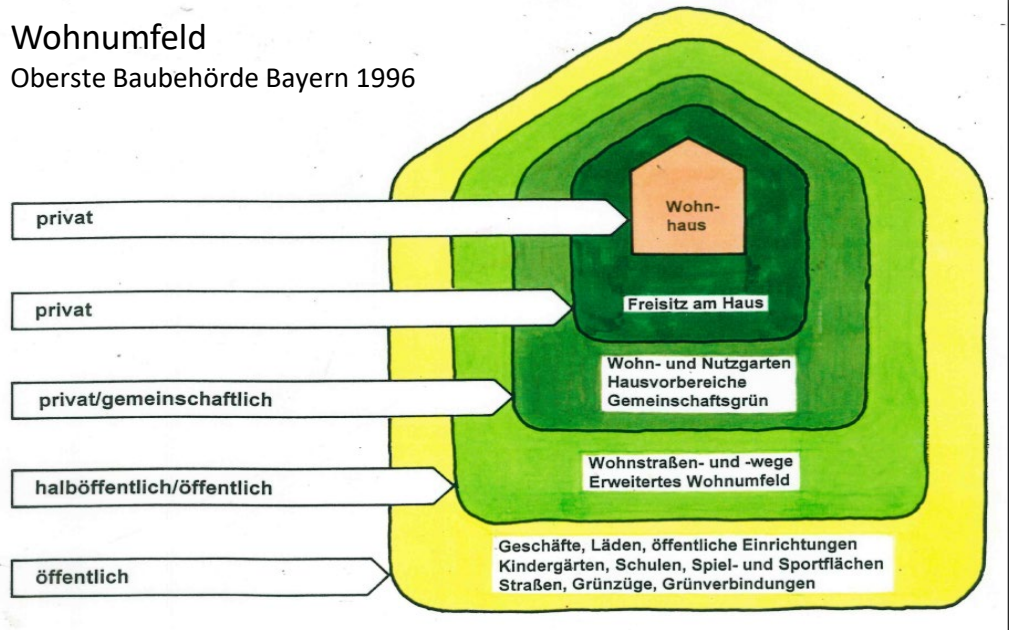 Wohnumfeld
Oberste Baubehörde Bayern 1996
privat
Wohn-
haus
privat
Freisitz am Haus
privat/gemeinschaftlich
Wohn- und Nutzgarten
Hausvorbereiche
Gemeinschaftsgrün
halböffentlich/öffentlich
Wohnstraßen- und -wege
Erweitertes Wohnumfeld
öffentlich
Geschäfte, Läden, öffentliche Einrichtungen
Kindergärten, Schulen, Spiel- und Sportflächen
Straßen, Grünzüge, Grünverbindungen